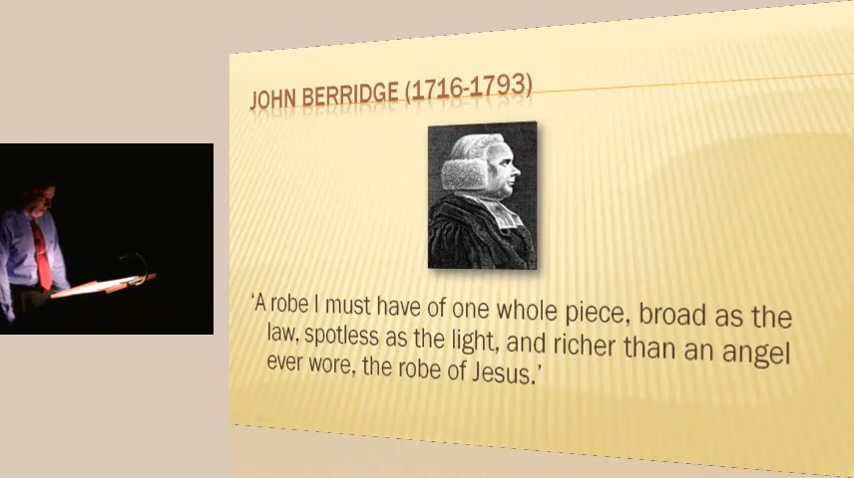 JOHN BERRIDGE (1716-1793)
‘A robe I must have of one whole piece, broad as the
law, spotless as the light, and richer than an angel
ever wore, the robe of Jesus.’